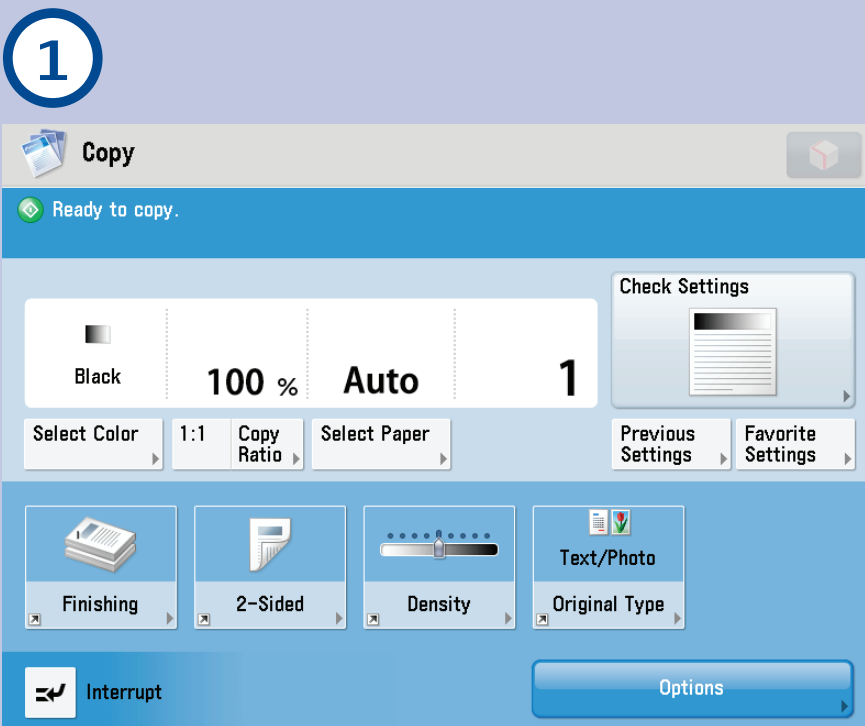 1
Copy
Ready to copy.
Check Settings
Black
100 %
Auto
1
Select Color
1:1
Copy
Ratio
Select Paper
Previous
Settings
Favorite
Settings
Text/Photo
Finishing
2-Sided
Density
Original Type
Interrupt
Options